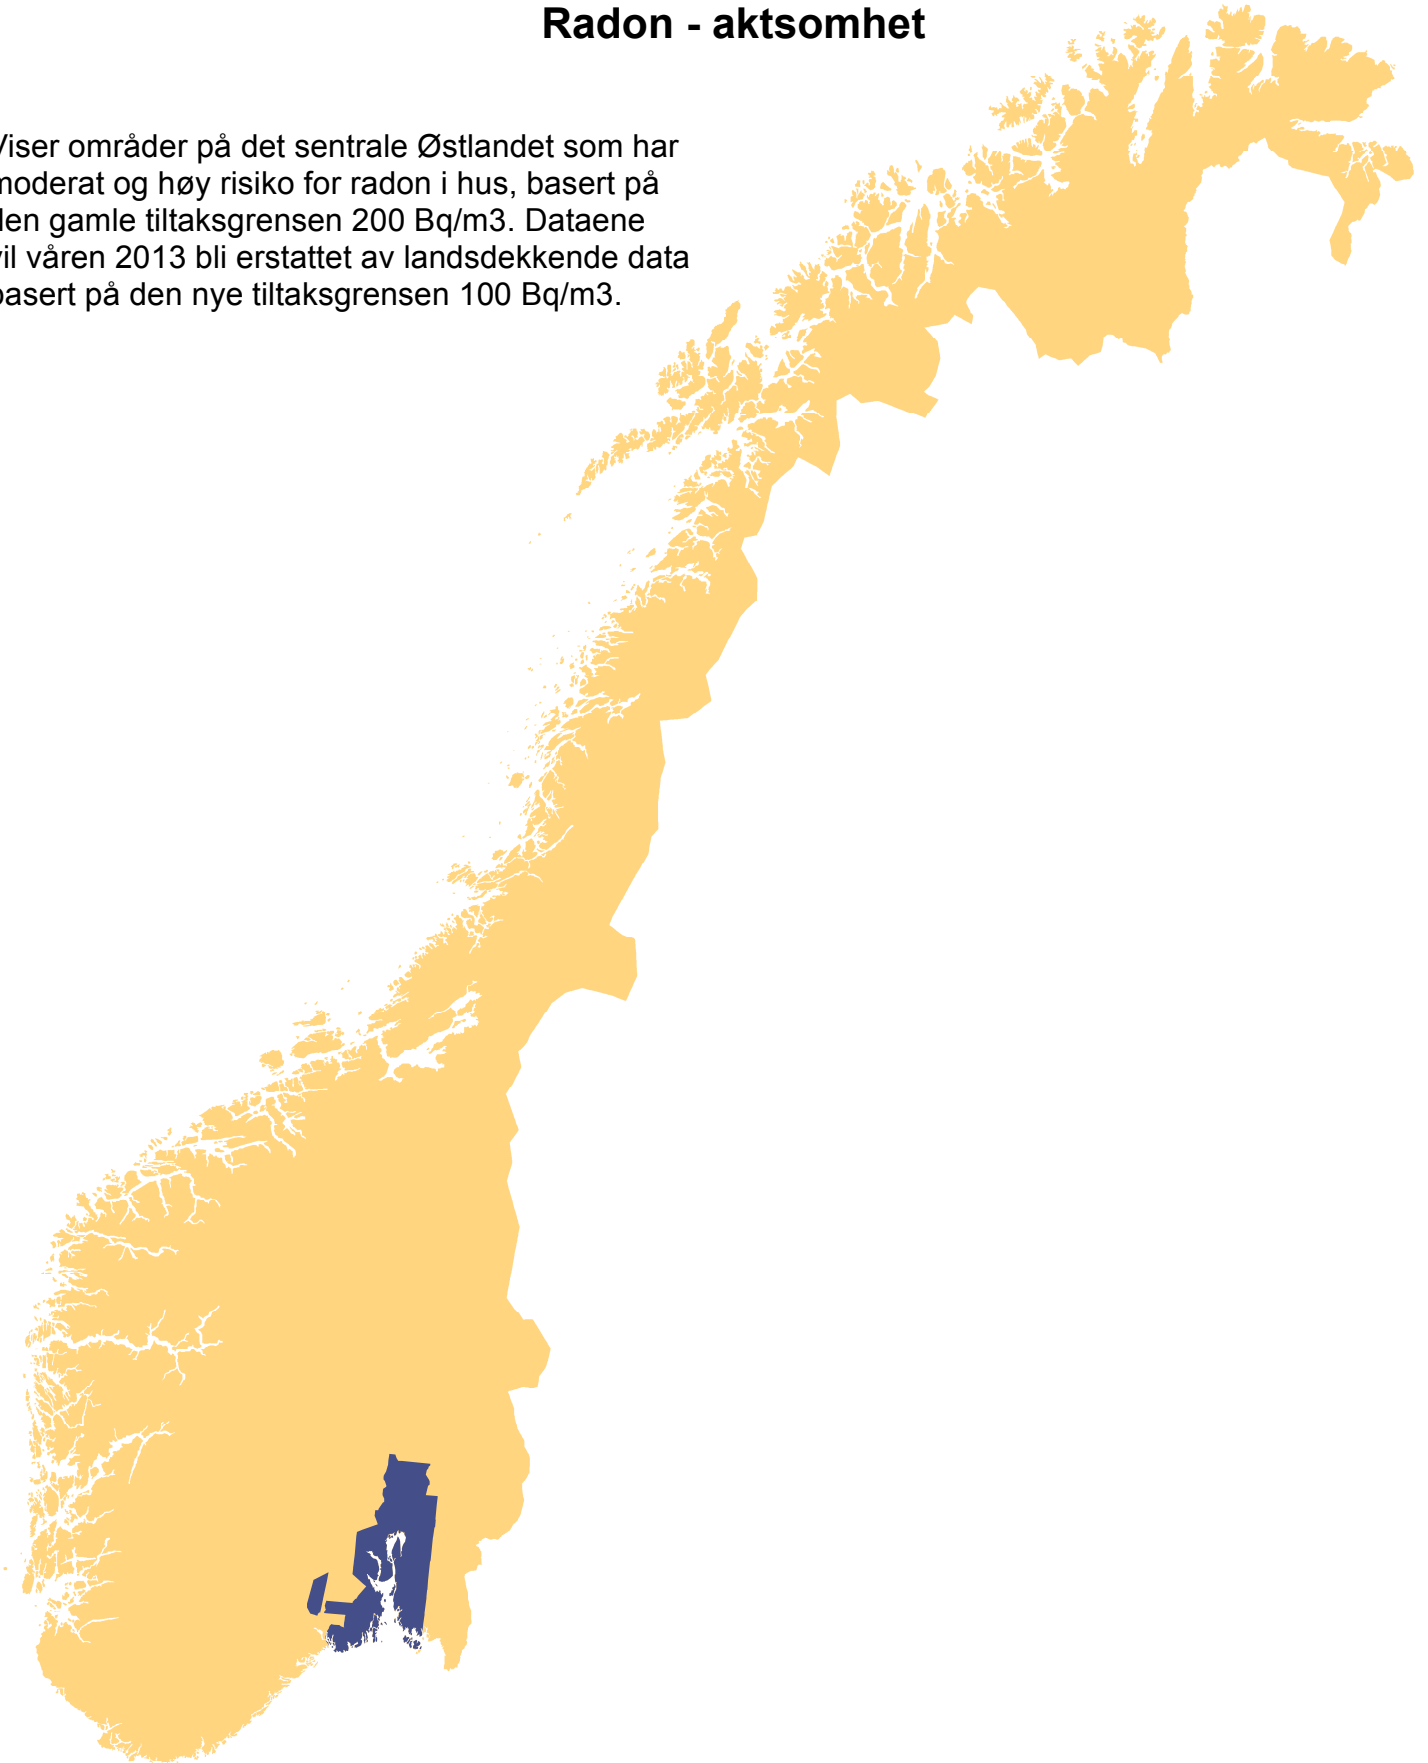 Radon - aktsomhet
Viser områder på det sentrale Østlandet som har
moderat og høy risiko for radon i hus, basert på
den gamle tiltaksgrensen 200 Bq/m3. Dataene
vil våren 2013 bli erstattet av landsdekkende data
basert på den nye tiltaksgrensen 100 Bq/m3.